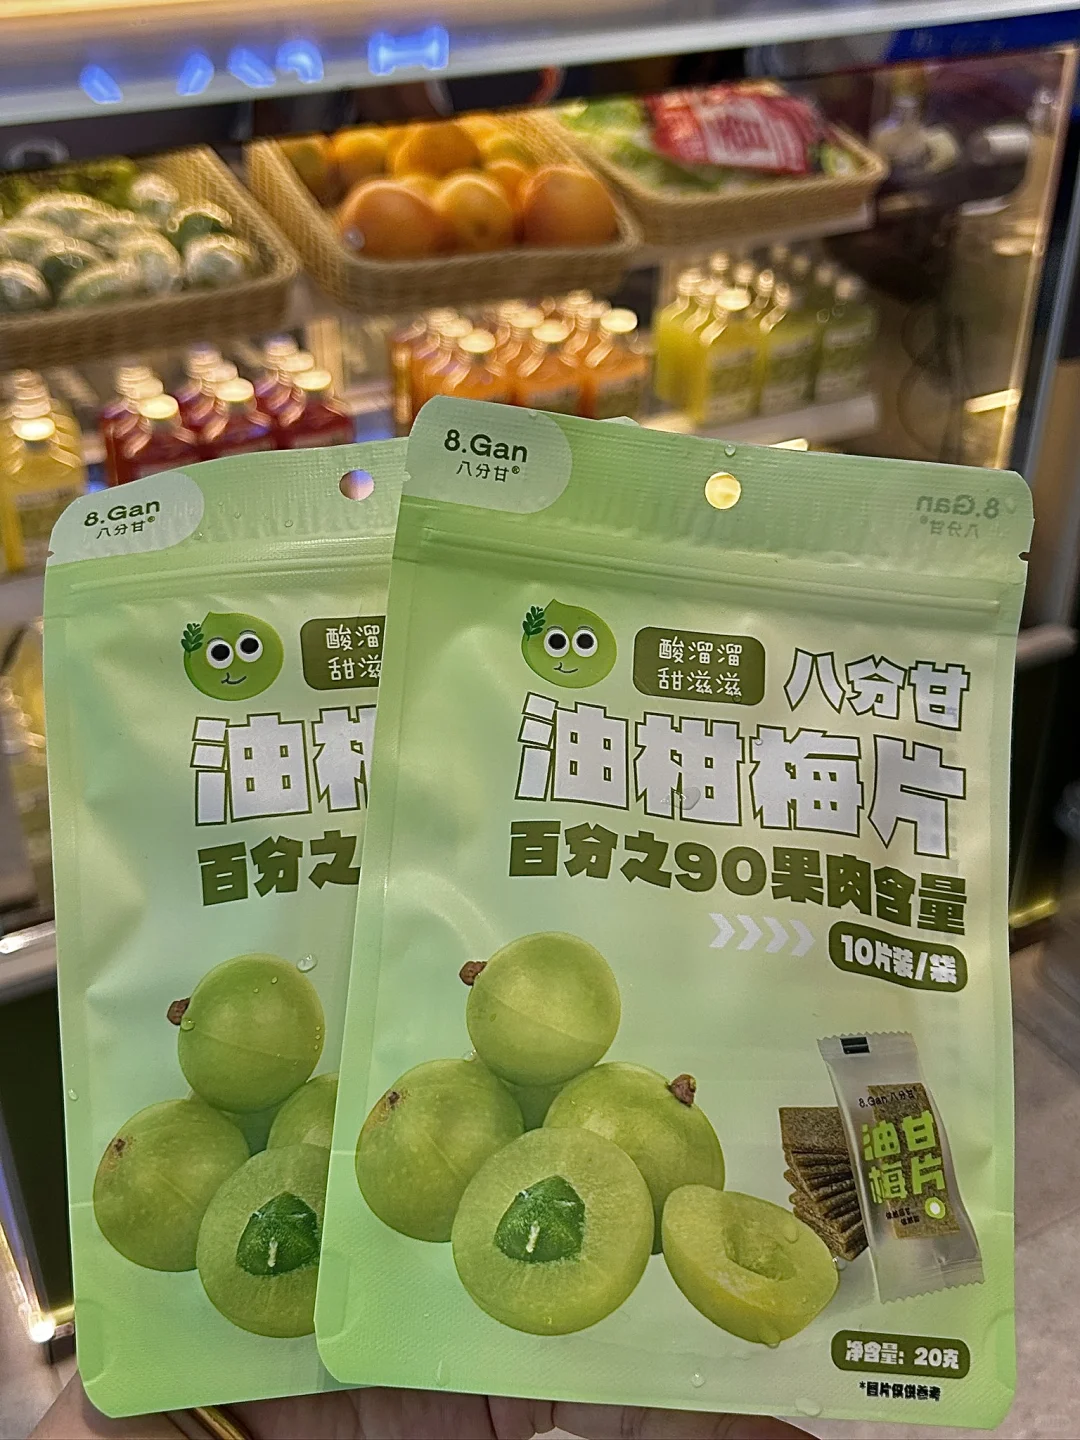 8.Gan
八分甘®
酸溜
甜滋
油柑
百分之
8.Gan
八分甘®
8.Gan
八分甘®
酸溜溜
甜滋滋
八分甘
油柑梅片
百分之90果肉含量
10片装/袋
8.Gan 八分甘
油甘
梅片
净含量: 20克
*图片仅供参考